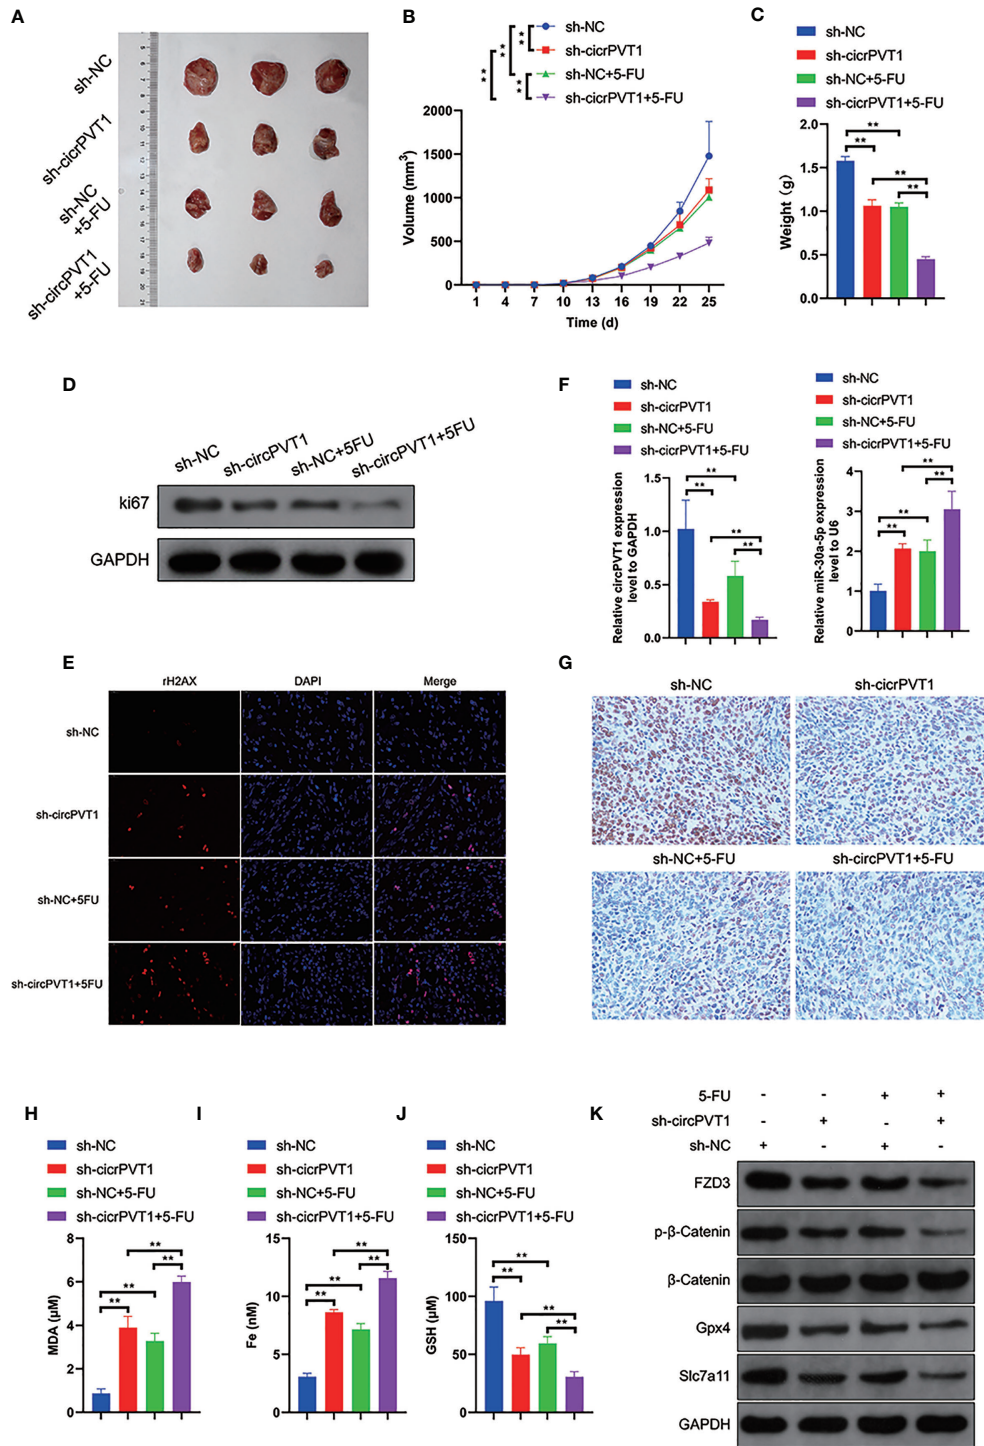 A
sh-NC
sh-cicrPVT1
sh-NC
+5-FU
sh-circPVT1
+5-FU
B
sh-NC
sh-cicrPVT1
sh-NC+5-FU
sh-cicrPVT1+5-FU
** ** ** **
Volume (mm³)
2000
1500
1000
500
0
1 4 7 10 13 16 19 22 25
Time (d)
C
sh-NC
sh-cicrPVT1
sh-NC+5-FU
sh-cicrPVT1+5-FU
Weight (g)
2.0
1.5
1.0
0.5
0.0
** ** ** **
D
sh-NC sh-circPVT1 sh-NC+5FU sh-circPVT1+5FU
ki67
GAPDH
E
rH2AX DAPI Merge
sh-NC
sh-circPVT1
sh-NC+5FU
sh-circPVT1+5FU
F
sh-NC
sh-cicrPVT1
sh-NC+5-FU
sh-cicrPVT1+5-FU
Relative circPVT1 expression
level to GAPDH
1.5
1.0
0.5
0.0
** ** ** **
sh-NC
sh-cicrPVT1
sh-NC+5-FU
sh-cicrPVT1+5-FU
Relative miR-30a-5p expression
level to U6
4
3
2
1
0
** ** ** **
G
sh-NC sh-cicrPVT1
sh-NC+5-FU sh-circPVT1+5-FU
H
sh-NC
sh-cicrPVT1
sh-NC+5-FU
sh-cicrPVT1+5-FU
MDA (μM)
8
6
4
2
0
** ** ** **
I
sh-NC
sh-cicrPVT1
sh-NC+5-FU
sh-cicrPVT1+5-FU
Fe (nM)
15
10
5
0
** ** ** **
J
sh-NC
sh-cicrPVT1
sh-NC+5-FU
sh-cicrPVT1+5-FU
GSH (μM)
150
100
50
0
** ** ** **
K
5-FU - - + +
sh-circPVT1 - + - +
sh-NC + - + -
FZD3
p-β-Catenin
β-Catenin
Gpx4
Slc7a11
GAPDH